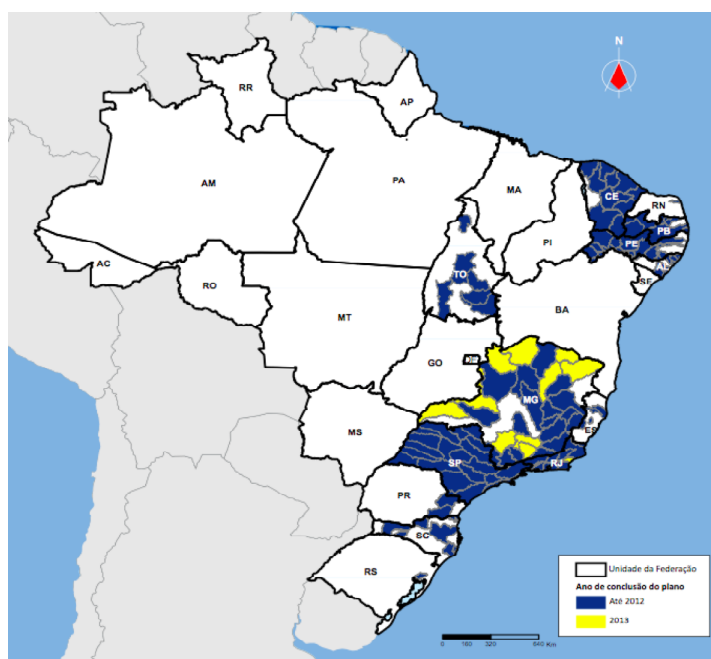 N
RR
AP
AM
PA
MA
CE
RN
PB
PE
PI
AC
TO
SE
RO
BA
MT
GO
DF
MG
MS
ES
SP
RJ
PR
SC
RS
Unidade da Federação
Ano de conclusão do plano
Até 2012
2013
0 160 320 640 Km